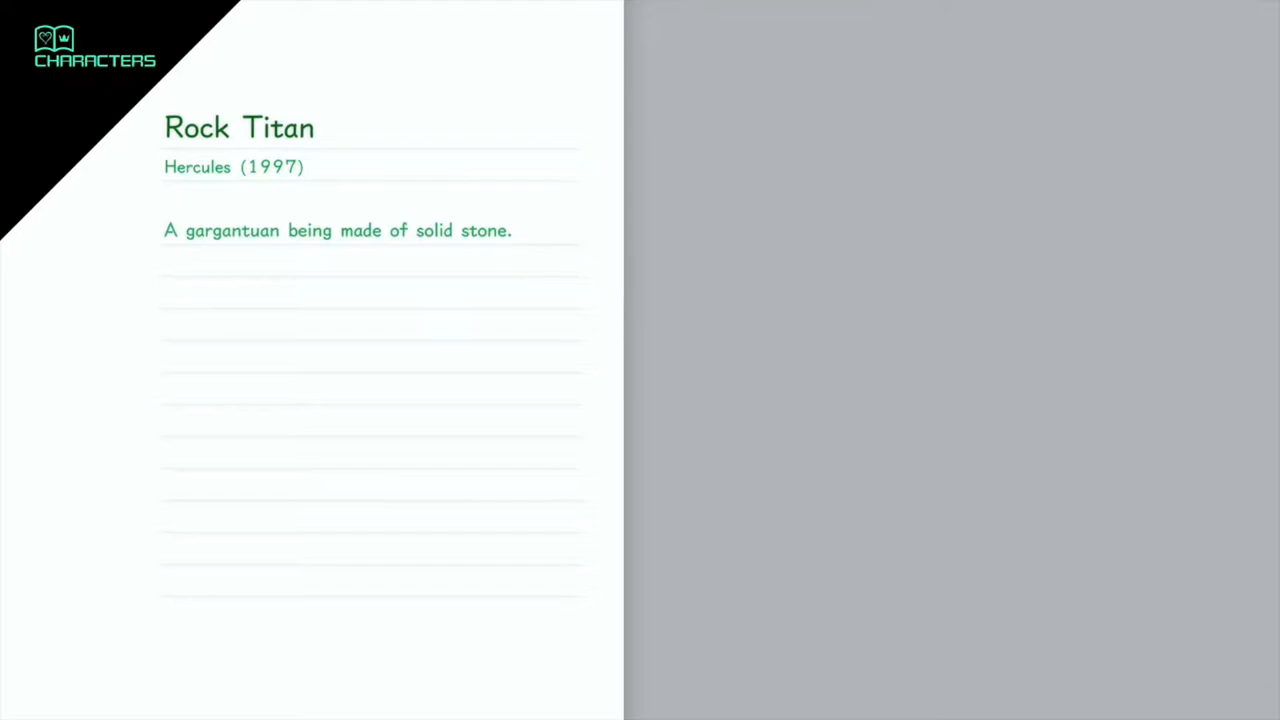 CHARACTERS
Rock Titan
Hercules (1997)
A gargantuan being made of solid stone.